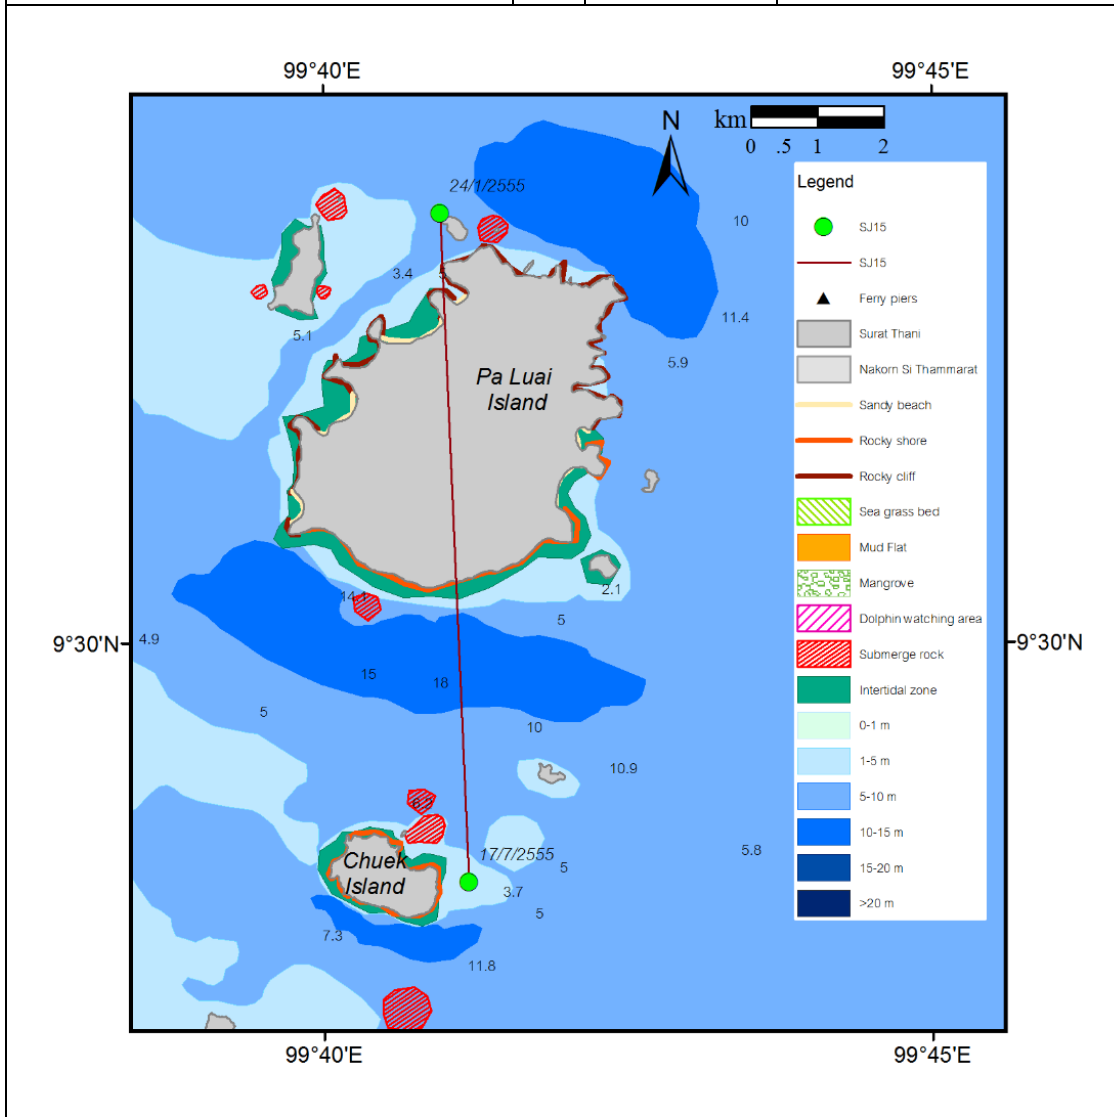 99°40'E
99°45'E
N
km
0 .5 1 2
Legend
SJ15
SJ15
Ferry piers
Surat Thani
Nakorn Si Thammarat
Sandy beach
Rocky shore
Rocky cliff
Sea grass bed
Mud Flat
Mangrove
Dolphin watching area
Submerge rock
Intertidal zone
0-1 m
1-5 m
5-10 m
10-15 m
15-20 m
>20 m
24/1/2555
10
3.4
5
11.4
5.1
5.9
Pa Luai
Island
2.1
5
9°30'N
4.9
9°30'N
15
18
5
10
10.9
6.2
17/7/2555
5.8
Chuek
Island
5
3.7
5
7.3
11.8
99°40'E
99°45'E